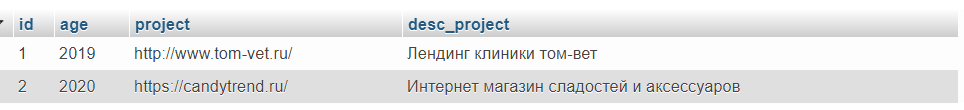 id age project desc_project
1 2019 http://www.tom-vet.ru/ Лендинг клиники том-вет
2 2020 https://candytrend.ru/ Интернет магазин сладостей и аксессуаров